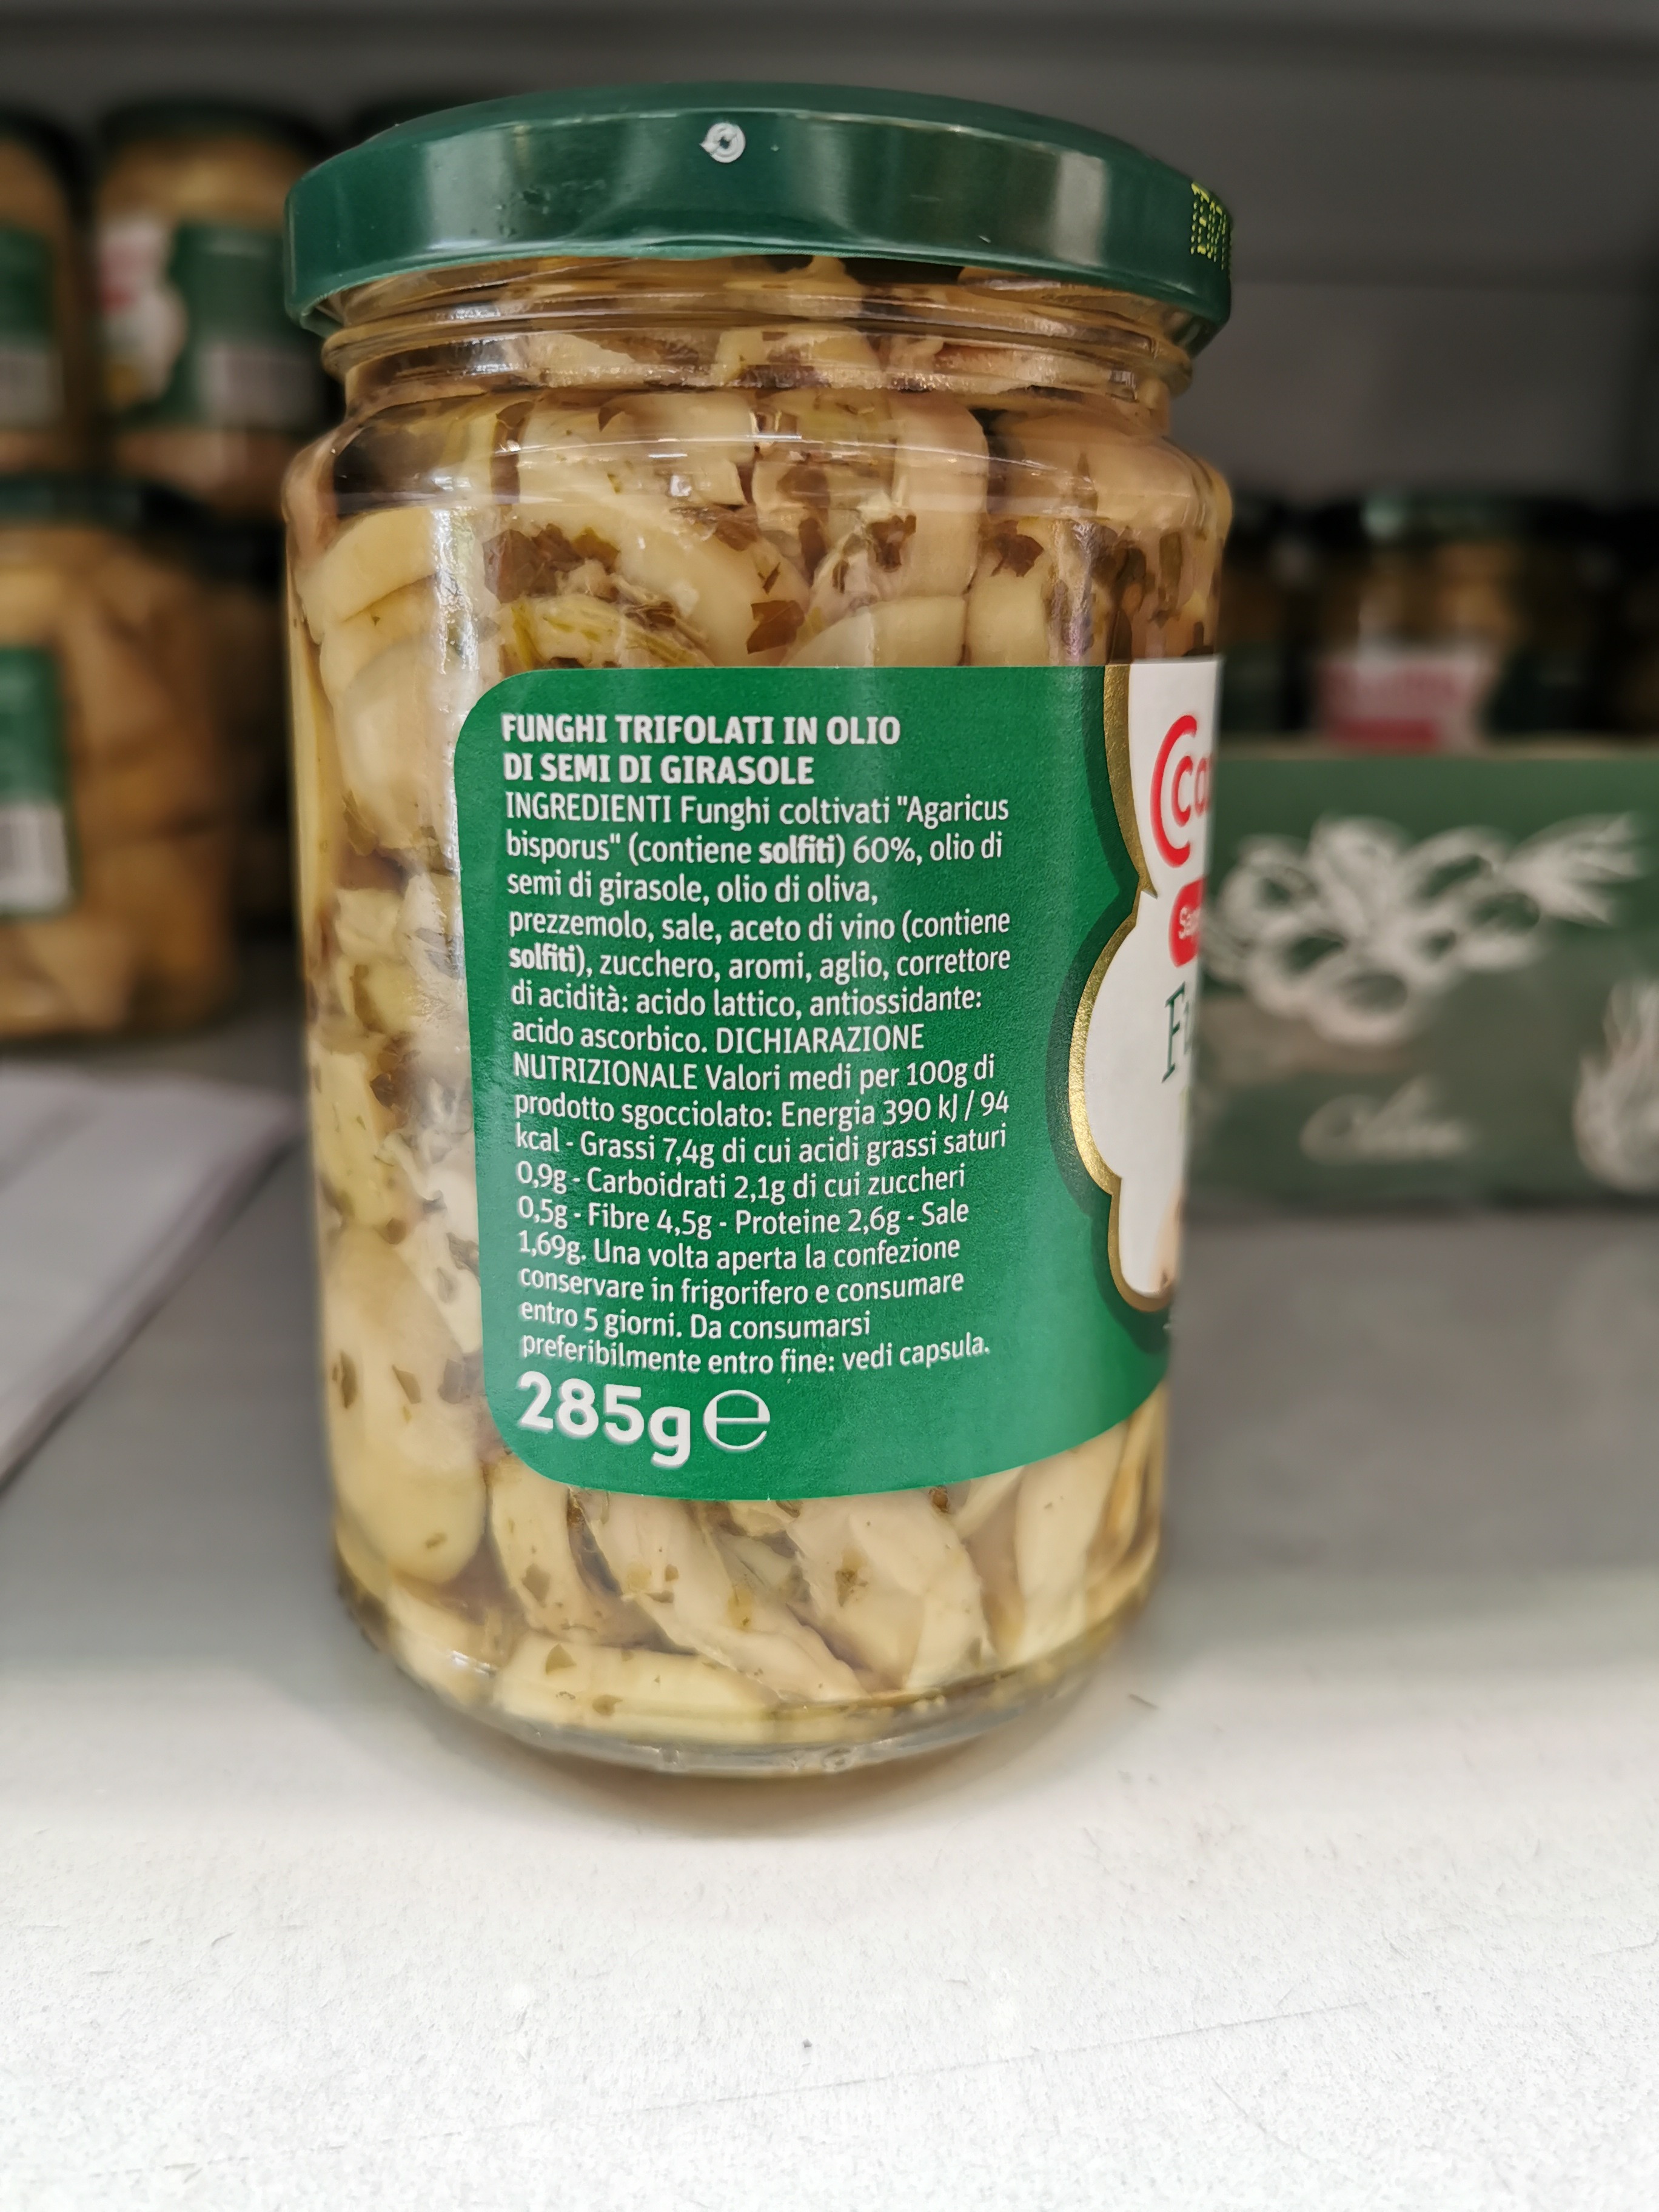 FUNGHI TRIFOLATI IN OLIO
DI SEMI DI GIRASOLE
INGREDIENTI Funghi coltivati "Agaricus
bisporus" (contiene solfiti) 60%, olio di
semi di girasole, olio di oliva,
prezzemolo, sale, aceto di vino (contiene
solfiti), zucchero, aromi, aglio, correttore
di acidità: acido lattico, antiossidante:
acido ascorbico. DICHIARAZIONE
NUTRIZIONALE Valori medi per 100g di
prodotto sgocciolato: Energia 390 kJ / 94
kcal - Grassi 7,4g di cui acidi grassi saturi
0,9g - Carboidrati 2,1g di cui zuccheri
0,5g - Fibre 4,5g - Proteine 2,6g - Sale
1,69g. Una volta aperta la confezione
conservare in frigorifero e consumare
entro 5 giorni. Da consumarsi
preferibilmente entro fine: vedi capsula.
285g e